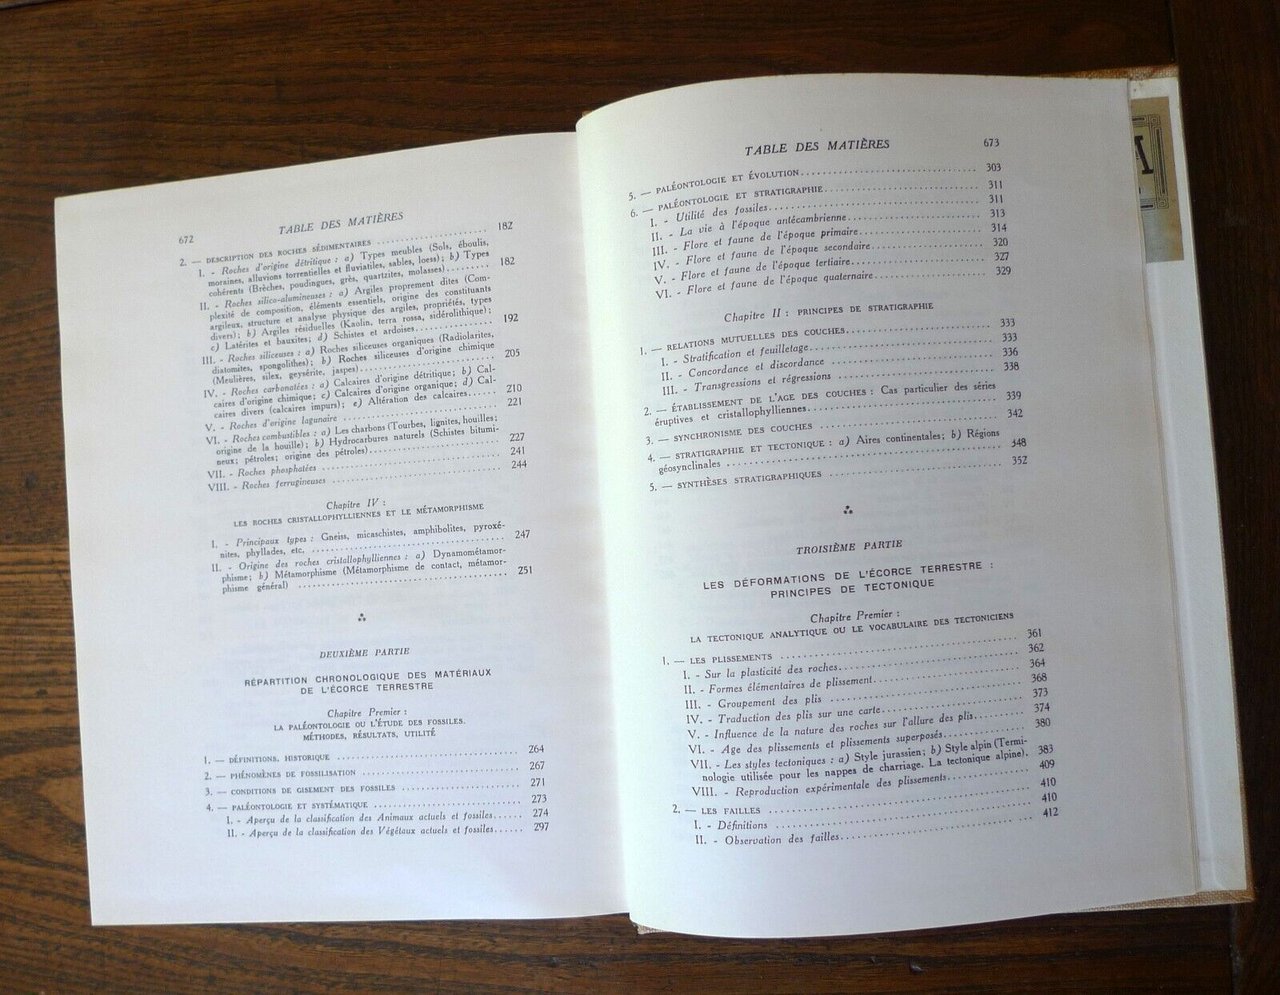 672
TABLE DES MATIÈRES
2. — DESCRIPTION DES ROCHES SÉDIMENTAIRES .................... 182
I. - Roches d'origine détritique : a) Types meubles (Sols, éboulis,
moraines, alluvions torrentielles et fluviatiles, sables, loess); b) Types
cohérents (Brèches, poudingues, grès, quartzites, molasses)........ 182
II. - Roches silico-alumineuses : a) Argiles proprement dites (Com-
plexité de composition, éléments essentiels, origine des constituants
argileux, structure et analyse physique des argiles, propriétés, types
divers); b) Argiles résiduelles (Kaolin, terra rossa, sidérolithique);
c) Latérites et bauxites; d) Schistes et ardoises.................. 192
III. - Roches siliceuses : a) Roches siliceuses organiques (Radiolarites,
diatomites, spongolithes); b) Roches siliceuses d'origine chimique
(Meulières, silex, geysérite, jaspes).............................. 205
IV. - Roches carbonatées : a) Calcaires d'origine détritique; b) Cal-
caires d'origine chimique; c) Calcaires d'origine organique; d) Cal-
caires divers (calcaires impurs); e) Altération des calcaires...... 210
V. - Roches d'origine lagunaire .................................. 221
VI. - Roches combustibles : a) Les charbons (Tourbes, lignites, houilles;
origine de la houille); b) Hydrocarbures naturels (Schistes bitumi-
neux; pétroles; origine des pétroles).............................. 227
VII. - Roches phosphatées ........................................ 241
VIII. - Roches ferrugineuses ..................................... 244
Chapitre IV :
LES ROCHES CRISTALLOPHYLLIENNES ET LE MÉTAMORPHISME
I. - Principaux types : Gneiss, micaschistes, amphibolites, pyroxé-
nites, phyllades, etc. ........................................... 247
II. - Origine des roches cristallophylliennes : a) Dynamométamor-
phisme; b) Métamorphisme (Métamorphisme de contact, métamor-
phisme général) .................................................. 251
DEUXIÈME PARTIE
RÉPARTITION CHRONOLOGIQUE DES MATÉRIAUX
DE L'ÉCORCE TERRESTRE
Chapitre Premier :
LA PALÉONTOLOGIE OU L'ÉTUDE DES FOSSILES.
MÉTHODES, RÉSULTATS, UTILITÉ
1. — DÉFINITIONS, HISTORIQUE .................................. 264
2. — PHÉNOMÈNES DE FOSSILISATION .............................. 267
3. — CONDITIONS DE GISEMENT DES FOSSILES ...................... 271
4. — PALÉONTOLOGIE ET SYSTÉMATIQUE ............................ 273
I. - Aperçu de la classification des Animaux actuels et fossiles...... 274
II. - Aperçu de la classification des Végétaux actuels et fossiles...... 297
TABLE DES MATIÈRES
673
5. — PALÉONTOLOGIE ET ÉVOLUTION............................... 303
6. — PALÉONTOLOGIE ET STRATIGRAPHIE........................... 311
I. - Utilité des fossiles......................................... 311
II. - La vie à l'époque antécambrienne ........................... 313
III. - Flore et faune de l'époque primaire ....................... 314
IV. - Flore et faune de l'époque secondaire ...................... 320
V. - Flore et faune de l'époque tertiaire........................ 327
VI. - Flore et faune de l'époque quaternaire..................... 329
Chapitre II : PRINCIPES DE STRATIGRAPHIE
1. — RELATIONS MUTUELLES DES COUCHES.......................... 333
I. - Stratification et feuilletage................................ 333
II. - Concordance et discordance ................................. 336
III. - Transgressions et régressions ............................. 338
2. — ÉTABLISSEMENT DE L'AGE DES COUCHES : Cas particulier des séries
éruptives et cristallophylliennes................................. 339
3. — SYNCHRONISME DES COUCHES ................................ 342
4. — STRATIGRAPHIE ET TECTONIQUE : a) Aires continentales; b) Régions
géosynclinales ................................................... 348
5. — SYNTHÈSES STRATIGRAPHIQUES .............................. 352
TROISIÈME PARTIE
LES DÉFORMATIONS DE L'ÉCORCE TERRESTRE :
PRINCIPES DE TECTONIQUE
Chapitre Premier :
LA TECTONIQUE ANALYTIQUE OU LE VOCABULAIRE DES TECTONICIENS
1. — LES PLISSEMENTS ......................................... 361
I. - Sur la plasticité des roches................................ 362
II. - Formes élémentaires de plissement.......................... 364
III. - Groupement des plis ...................................... 368
IV. - Traduction des plis sur une carte.......................... 373
V. - Influence de la nature des roches sur l'allure des plis....... 374
VI. - Age des plissements et plissements superposés............... 380
VII. - Les styles tectoniques : a) Style jurassien; b) Style alpin (Termi-
nologie utilisée pour les nappes de charriage. La tectonique alpine). 383
VIII. - Reproduction expérimentale des plissements............... 409
2. — LES FAILLES ............................................. 410
I. - Définitions ................................................ 410
II. - Observation des failles.................................... 412